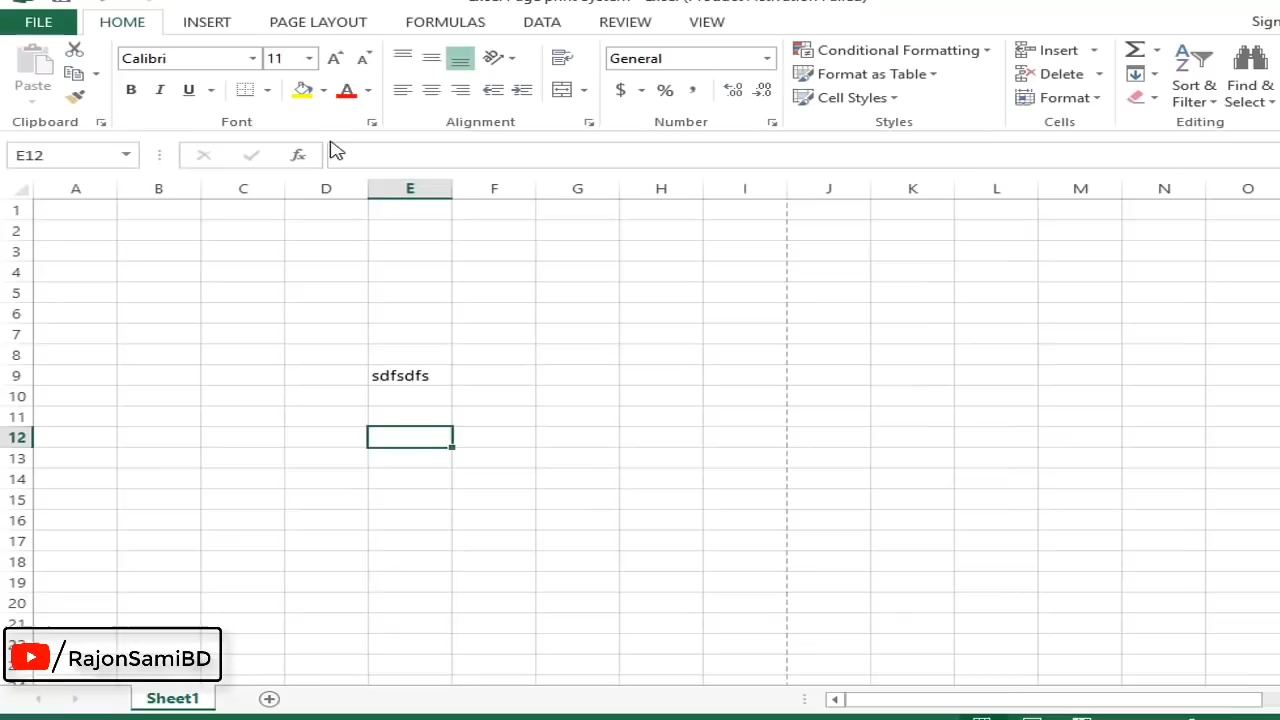 FILE HOME INSERT PAGE LAYOUT FORMULAS DATA REVIEW VIEW
Calibri 11 General Conditional Formatting Insert Σ A Z
Paste Format as Table Delete Sort & Find &
B I U A $ % , Cell Styles Format Filter Select
Clipboard Font Alignment Number Styles Cells Editing
E12 fx
A B C D E F G H I J K L M N O
1
2
3
4
5
6
7
8
9 sdfsdfs
10
11
12
13
14
15
16
17
18
19
20
21
/RajonSamiBD
Sheet1